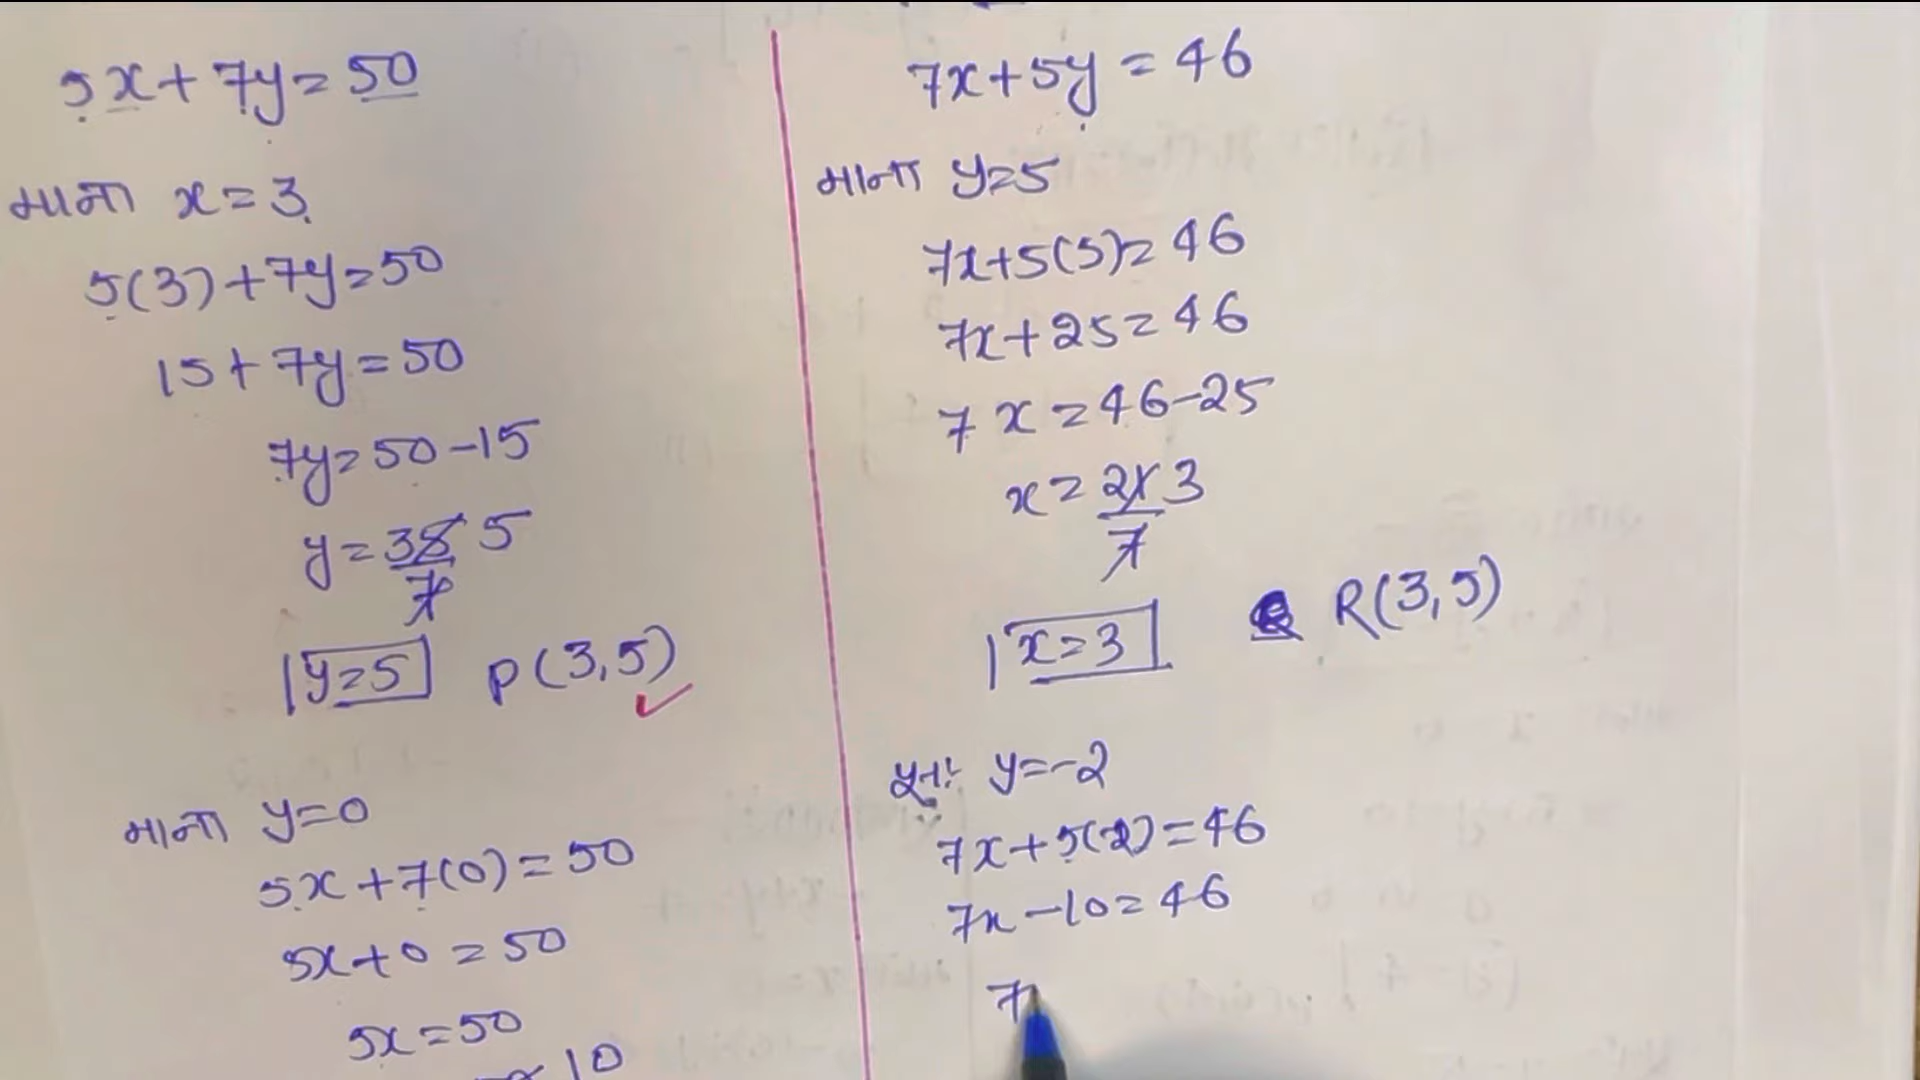 5x + 7y = 50
माना x = 3
5(3) + 7y = 50
15 + 7y = 50
7y = 50 - 15
y = 35/7 5
y = 5 P(3,5)
माना y = 0
5x + 7(0) = 50
5x + 0 = 50
5x = 50
10
7x + 5y = 46
माना y = 5
7x + 5(5) = 46
7x + 25 = 46
7x = 46 - 25
x = 21/7 3
x = 3 R(3,5)
पुनः y = -2
7x + 5(2) = 46
7x - 10 = 46
7